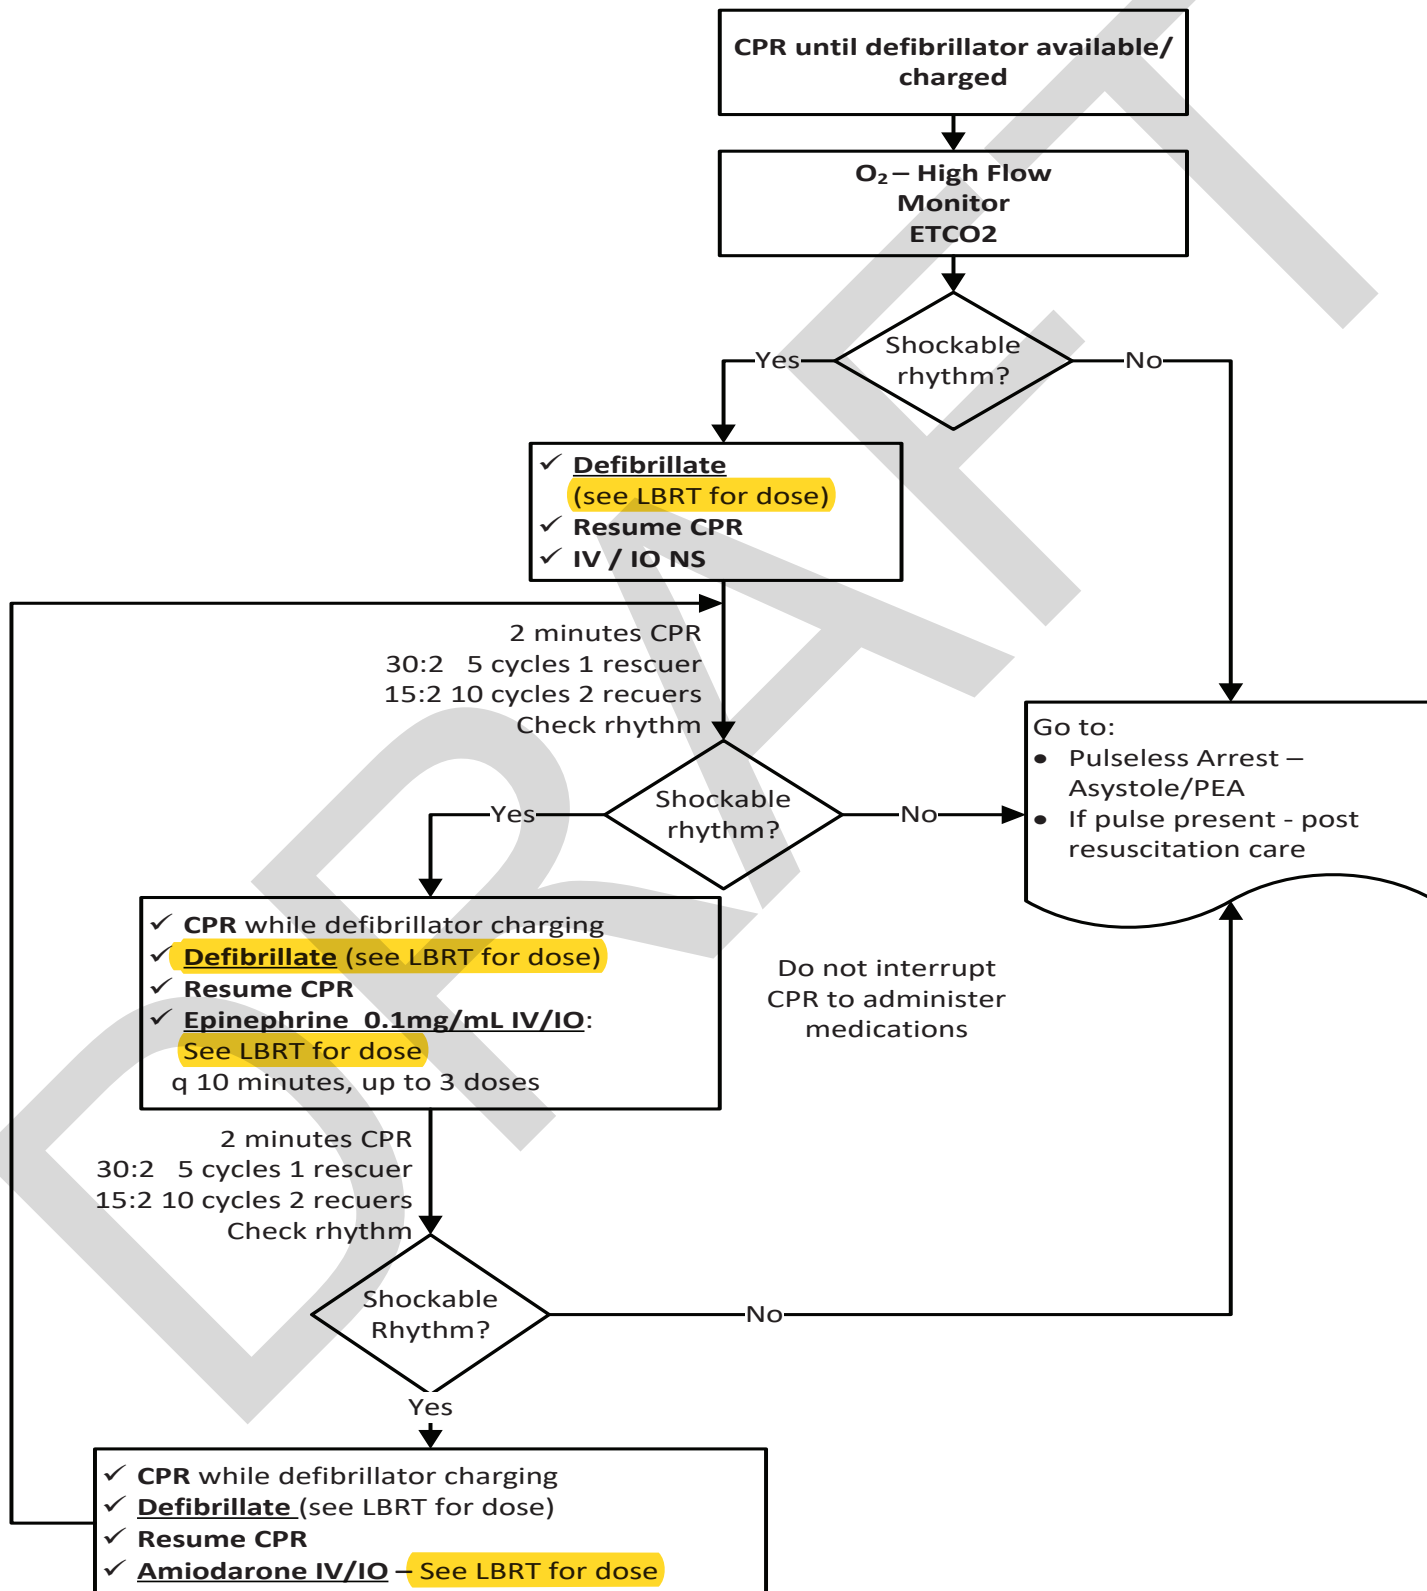 CPR until defibrillator available/
charged
O₂ – High Flow
Monitor
ETCO2
Shockable
rhythm?
Yes
No
✓ Defibrillate
(see LBRT for dose)
✓ Resume CPR
✓ IV / IO NS
2 minutes CPR
30:2 5 cycles 1 rescuer
15:2 10 cycles 2 recuers
Check rhythm
Shockable
rhythm?
Yes
No
Go to:
• Pulseless Arrest –
Asystole/PEA
• If pulse present - post
resuscitation care
✓ CPR while defibrillator charging
✓ Defibrillate (see LBRT for dose)
✓ Resume CPR
✓ Epinephrine 0.1mg/mL IV/IO:
See LBRT for dose
q 10 minutes, up to 3 doses
Do not interrupt
CPR to administer
medications
2 minutes CPR
30:2 5 cycles 1 rescuer
15:2 10 cycles 2 recuers
Check rhythm
Shockable
Rhythm?
No
Yes
✓ CPR while defibrillator charging
✓ Defibrillate (see LBRT for dose)
✓ Resume CPR
✓ Amiodarone IV/IO – See LBRT for dose
DRAFT